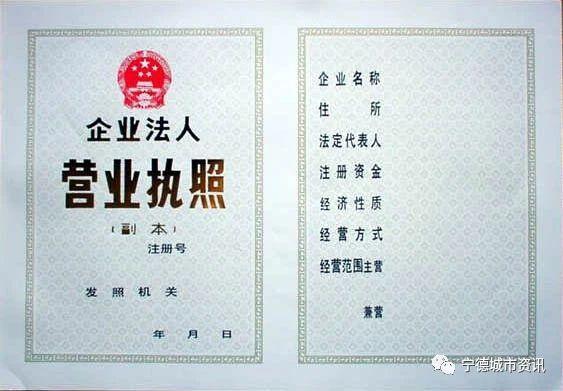 企业法人
营业执照
(副本)
注册号
发照机关
年 月 日
企业名称
住 所
法定代表人
注册资金
经济性质
经营方式
经营范围主营
兼营
宁德城市资讯